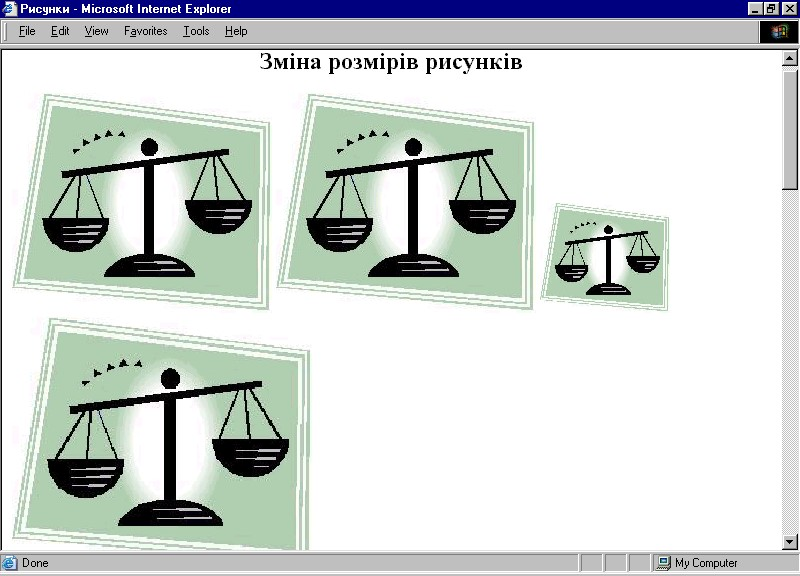 Рисунки - Microsoft Internet Explorer
File Edit View Favorites Tools Help
Зміна розмірів рисунків
Done
My Computer